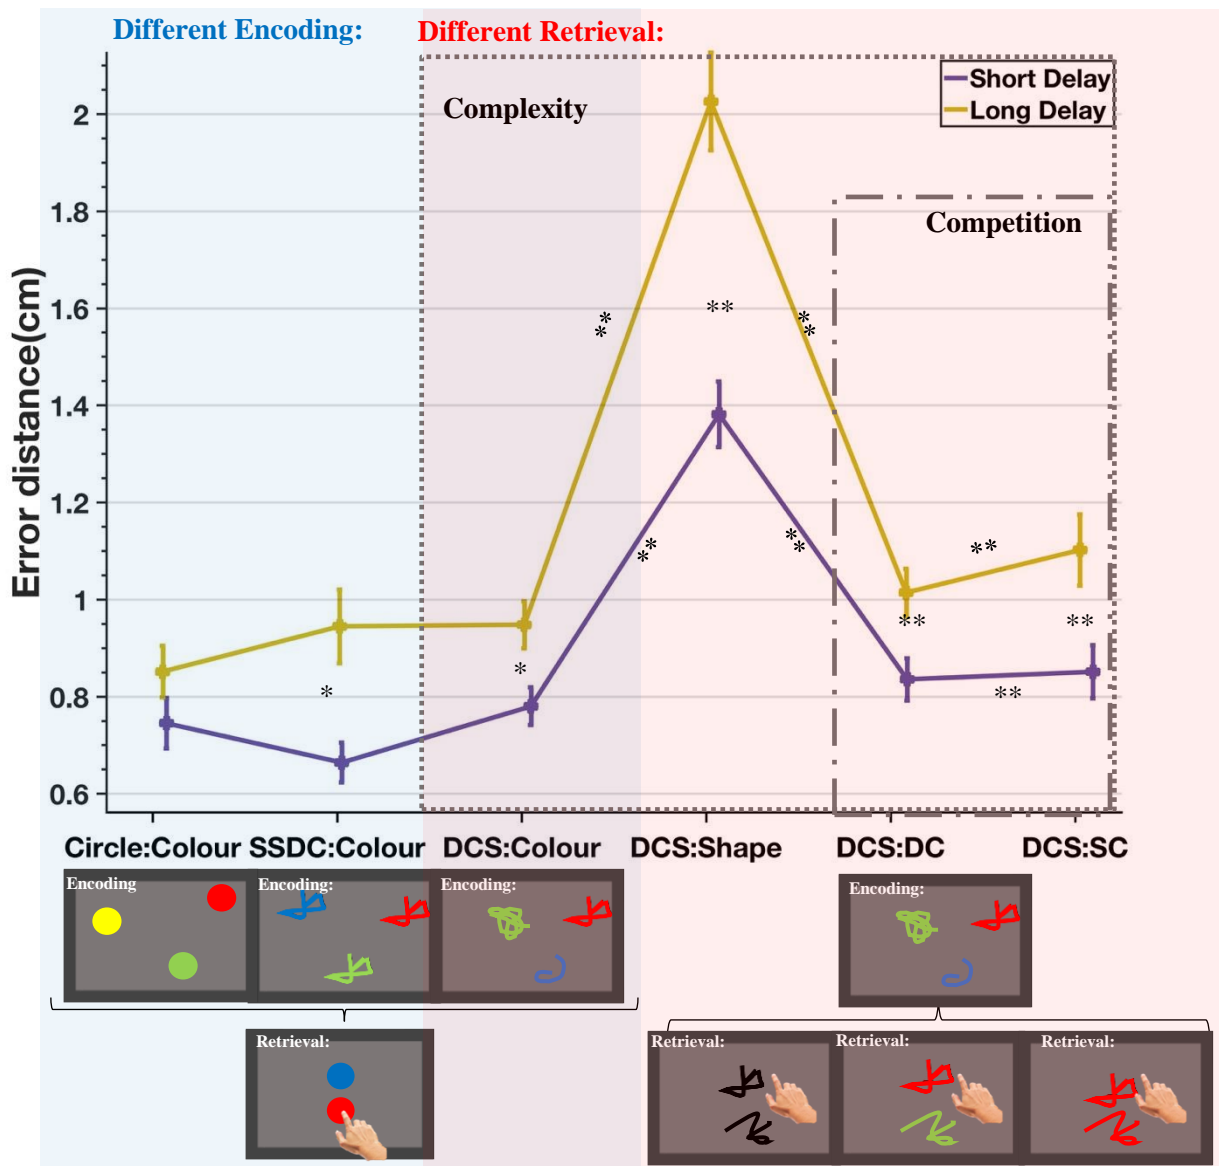 Different Encoding:
Different Retrieval:
Short Delay
Long Delay
Complexity
Competition
Error distance(cm)
2
1.8
1.6
1.4
1.2
1
0.8
0.6
**
**
**
**
**
**
**
**
*
*
**
**
Circle:Colour SSDC:Colour DCS:Colour DCS:Shape DCS:DC DCS:SC
Encoding
Encoding:
Encoding:
Encoding:
Retrieval:
Retrieval:
Retrieval:
Retrieval: